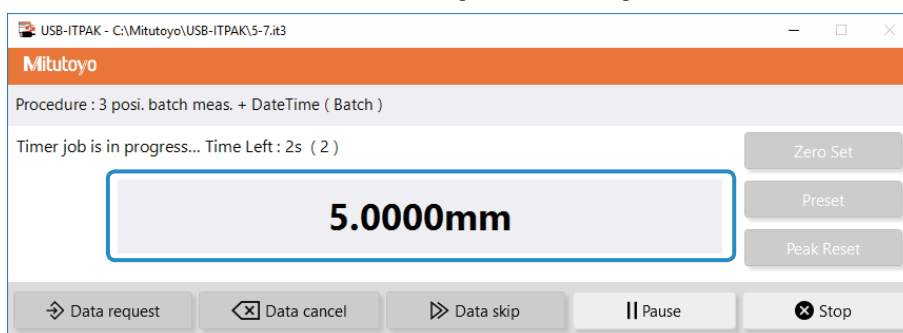 USB-ITPAK - C:\Mitutoyo\USB-ITPAK\5-7.it3
Mitutoyo
Procedure : 3 posi. batch meas. + DateTime ( Batch )
Timer job is in progress... Time Left : 2s ( 2 )
Zero Set
5.0000mm
Preset
Peak Reset
Data request Data cancel Data skip Pause Stop